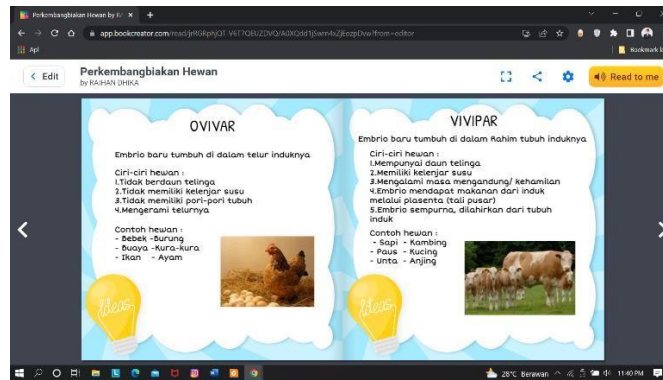 Perkembangbiakan Hewan by RA
app.bookcreator.com/read/
Apl
Bookmark l
Edit
Perkembangbiakan Hewan
by RAIHAN DHIKA
Read to me
OVIVAR
Embrio baru tumbuh di dalam telur induknya
Ciri-ciri hewan :
1.Tidak berdaun telinga
2.Tidak memiliki kelenjar susu
3.Tidak memiliki pori-pori tubuh
4.Mengerami telurnya
Contoh hewan :
- Bebek -Burung
- Buaya -Kura-kura
- Ikan - Ayam
Ideas
VIVIPAR
Embrio baru tumbuh di dalam Rahim tubuh induknya
Ciri-ciri hewan :
1.Mempunyai daun telinga
2.Memiliki kelenjar susu
3.Mengalami masa mengandung/ kehamilan
4.Embrio mendapat makanan dari induk
melalui plasenta (tali pusar)
5.Embrio sempurna, dilahirkan dari tubuh
induk
Contoh hewan :
- Sapi - Kambing
- Paus - Kucing
- Unta - Anjing
Ideas
28°C Berawan
11:40 PM